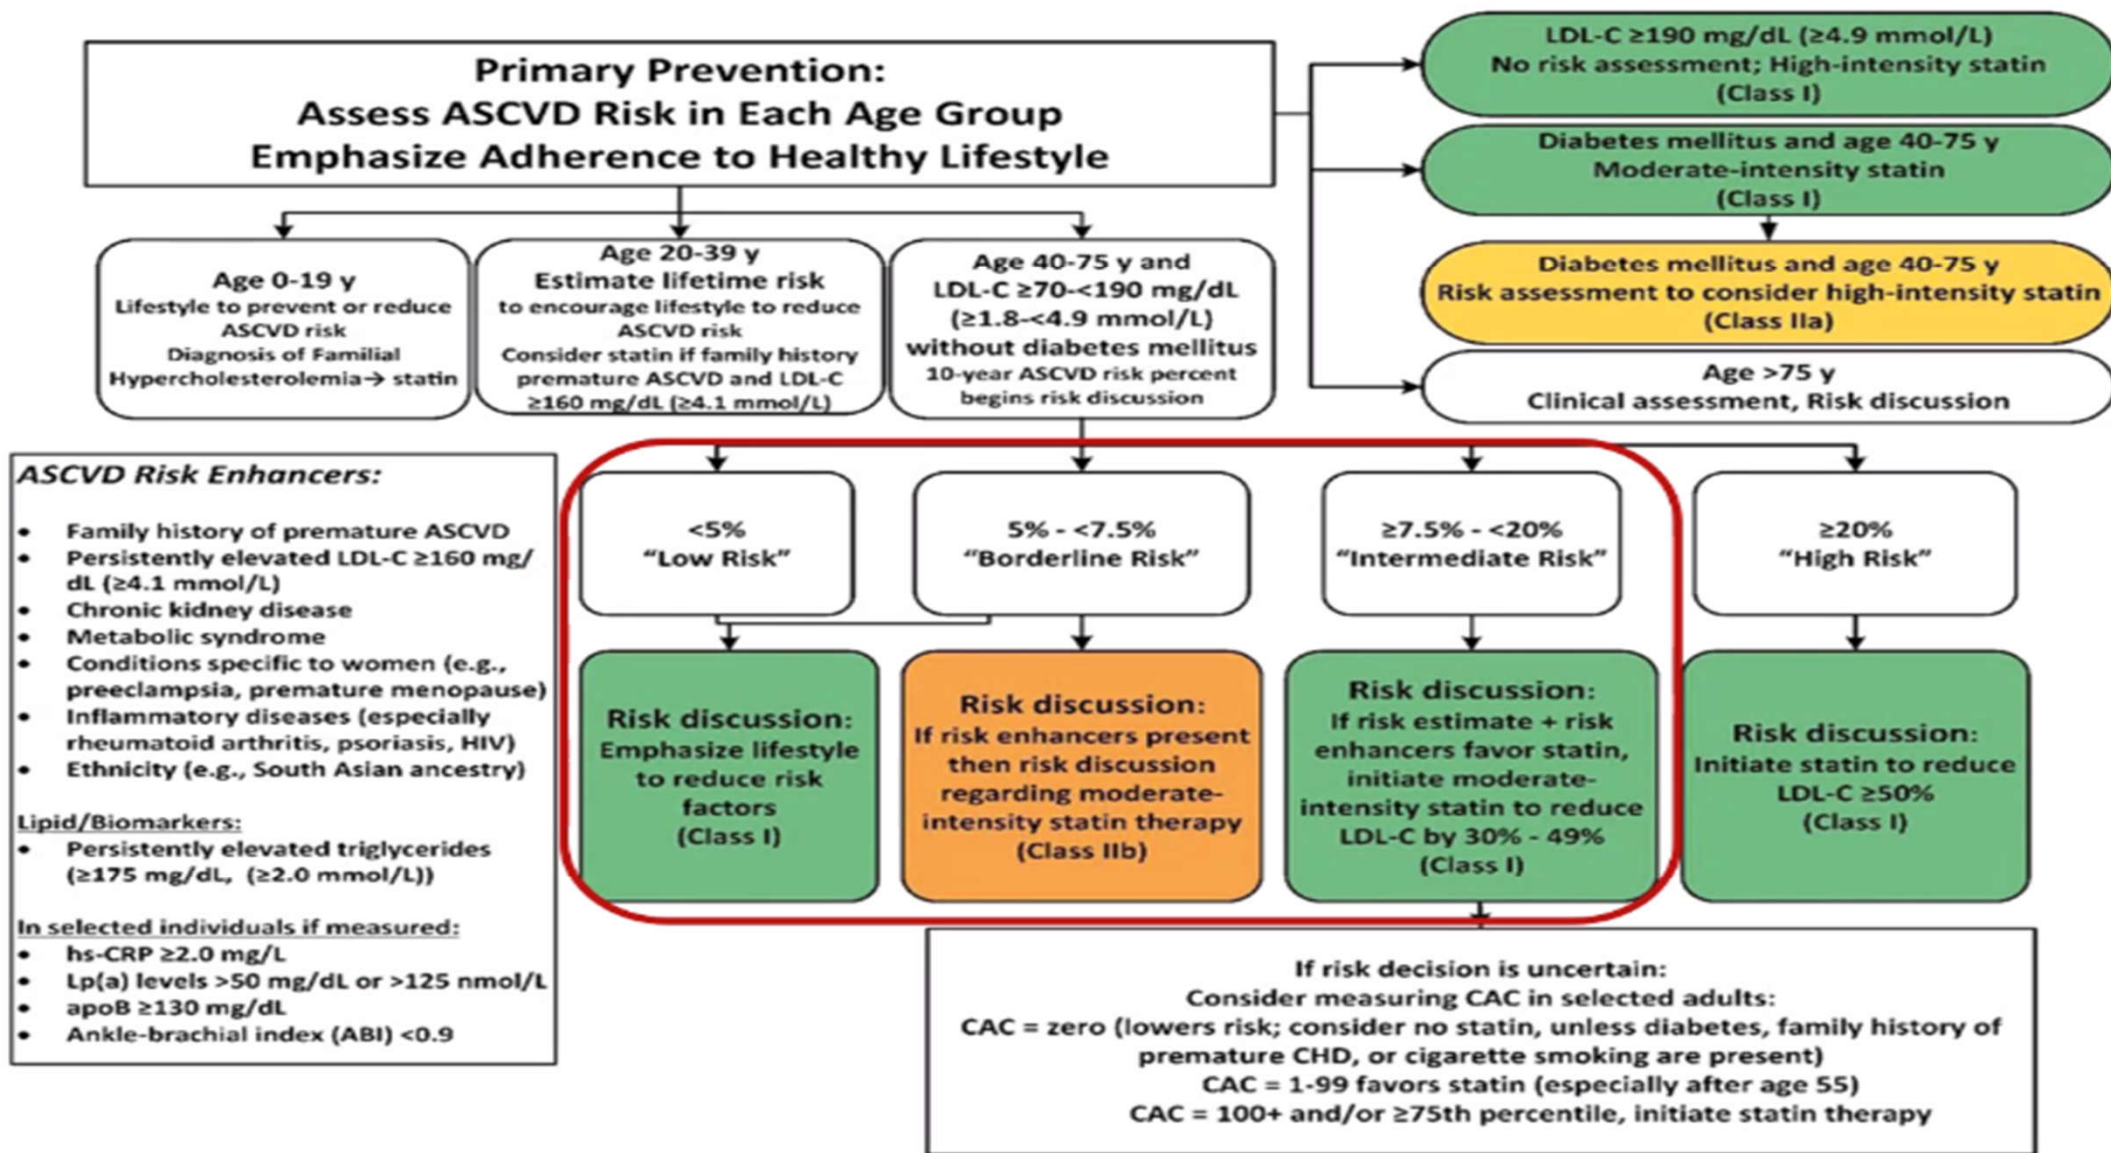 Primary Prevention:
Assess ASCVD Risk in Each Age Group
Emphasize Adherence to Healthy Lifestyle
LDL-C ≥190 mg/dL (≥4.9 mmol/L)
No risk assessment; High-intensity statin
(Class I)
Diabetes mellitus and age 40-75 y
Moderate-intensity statin
(Class I)
Diabetes mellitus and age 40-75 y
Risk assessment to consider high-intensity statin
(Class IIa)
Age >75 y
Clinical assessment, Risk discussion
Age 0-19 y
Lifestyle to prevent or reduce
ASCVD risk
Diagnosis of Familial
Hypercholesterolemia→ statin
Age 20-39 y
Estimate lifetime risk
to encourage lifestyle to reduce
ASCVD risk
Consider statin if family history
premature ASCVD and LDL-C
≥160 mg/dL (≥4.1 mmol/L)
Age 40-75 y and
LDL-C ≥70-<190 mg/dL
(≥1.8-<4.9 mmol/L)
without diabetes mellitus
10-year ASCVD risk percent
begins risk discussion
ASCVD Risk Enhancers:
• Family history of premature ASCVD
• Persistently elevated LDL-C ≥160 mg/
dL (≥4.1 mmol/L)
• Chronic kidney disease
• Metabolic syndrome
• Conditions specific to women (e.g.,
preeclampsia, premature menopause)
• Inflammatory diseases (especially
rheumatoid arthritis, psoriasis, HIV)
• Ethnicity (e.g., South Asian ancestry)
Lipid/Biomarkers:
• Persistently elevated triglycerides
(≥175 mg/dL, (≥2.0 mmol/L))
In selected individuals if measured:
• hs-CRP ≥2.0 mg/L
• Lp(a) levels >50 mg/dL or >125 nmol/L
• apoB ≥130 mg/dL
• Ankle-brachial index (ABI) <0.9
<5%
“Low Risk”
5% - <7.5%
“Borderline Risk”
≥7.5% - <20%
“Intermediate Risk”
≥20%
“High Risk”
Risk discussion:
Emphasize lifestyle
to reduce risk
factors
(Class I)
Risk discussion:
If risk enhancers present
then risk discussion
regarding moderate-
intensity statin therapy
(Class IIb)
Risk discussion:
If risk estimate + risk
enhancers favor statin,
initiate moderate-
intensity statin to reduce
LDL-C by 30% - 49%
(Class I)
Risk discussion:
Initiate statin to reduce
LDL-C ≥50%
(Class I)
If risk decision is uncertain:
Consider measuring CAC in selected adults:
CAC = zero (lowers risk; consider no statin, unless diabetes, family history of
premature CHD, or cigarette smoking are present)
CAC = 1-99 favors statin (especially after age 55)
CAC = 100+ and/or ≥75th percentile, initiate statin therapy